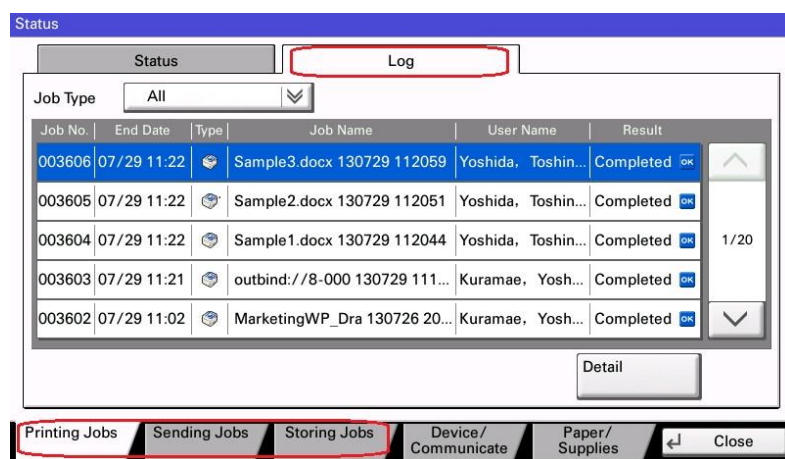 Status
Status Log
Job Type All
Job No. End Date Type Job Name User Name Result
003606 07/29 11:22 Sample3.docx 130729 112059 Yoshida, Toshin... Completed OK
003605 07/29 11:22 Sample2.docx 130729 112051 Yoshida, Toshin... Completed OK
003604 07/29 11:22 Sample1.docx 130729 112044 Yoshida, Toshin... Completed OK
1/20
003603 07/29 11:21 outbind://8-000 130729 111... Kuramae, Yosh... Completed OK
003602 07/29 11:02 MarketingWP_Dra 130726 20... Kuramae, Yosh... Completed OK
Detail
Printing Jobs Sending Jobs Storing Jobs Device/
Communicate Paper/
Supplies Close